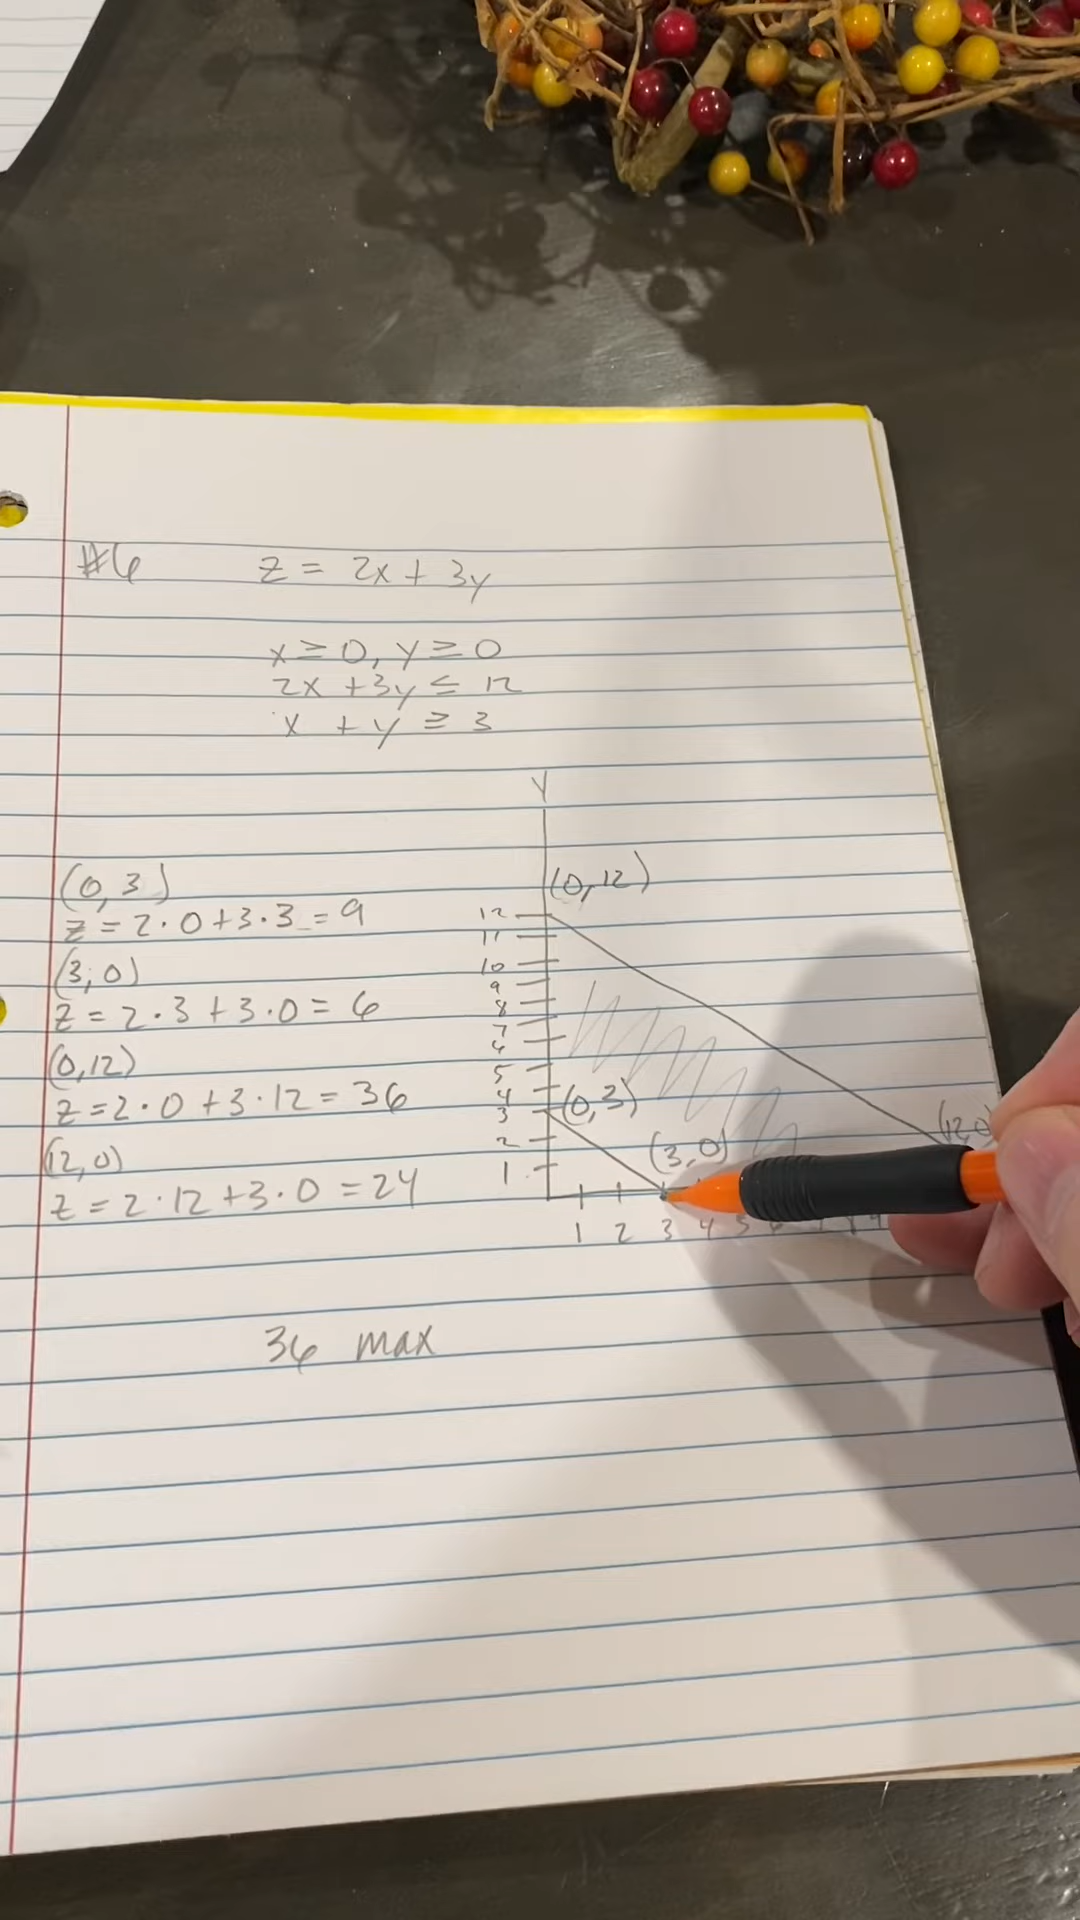 #6 z = 2x + 3y
x ≥ 0, y ≥ 0
2x + 3y ≤ 12
x + y ≥ 3
Y
(0, 3)
z = 2·0 + 3·3 = 9
(3, 0)
z = 2·3 + 3·0 = 6
(0, 12)
z = 2·0 + 3·12 = 36
(12, 0)
z = 2·12 + 3·0 = 24
(0, 12)
12
11
10
9
8
7
6
5
4
3
2
1
(0, 3)
(3, 0)
(12, 0)
1 2 3 4 5
36 max